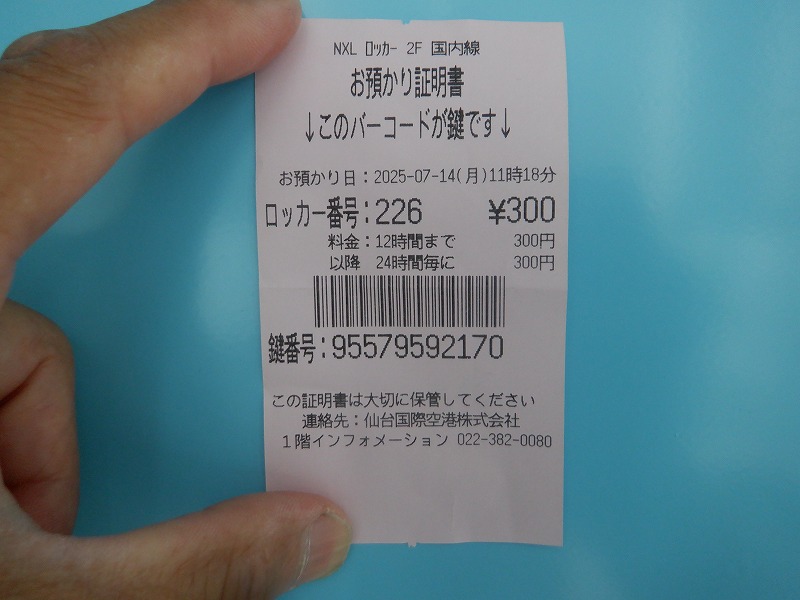 NXL ﾛｯｶｰ 2F 国内線
お預かり証明書
↓このバーコードが鍵です↓
お預かり日：2025-07-14(月)11時18分
ロッカー番号：226 ¥300
料金：12時間まで 300円
以降 24時間毎に 300円
鍵番号：95579592170
この証明書は大切に保管してください
連絡先：仙台国際空港株式会社
１階インフォメーション 022-382-0080